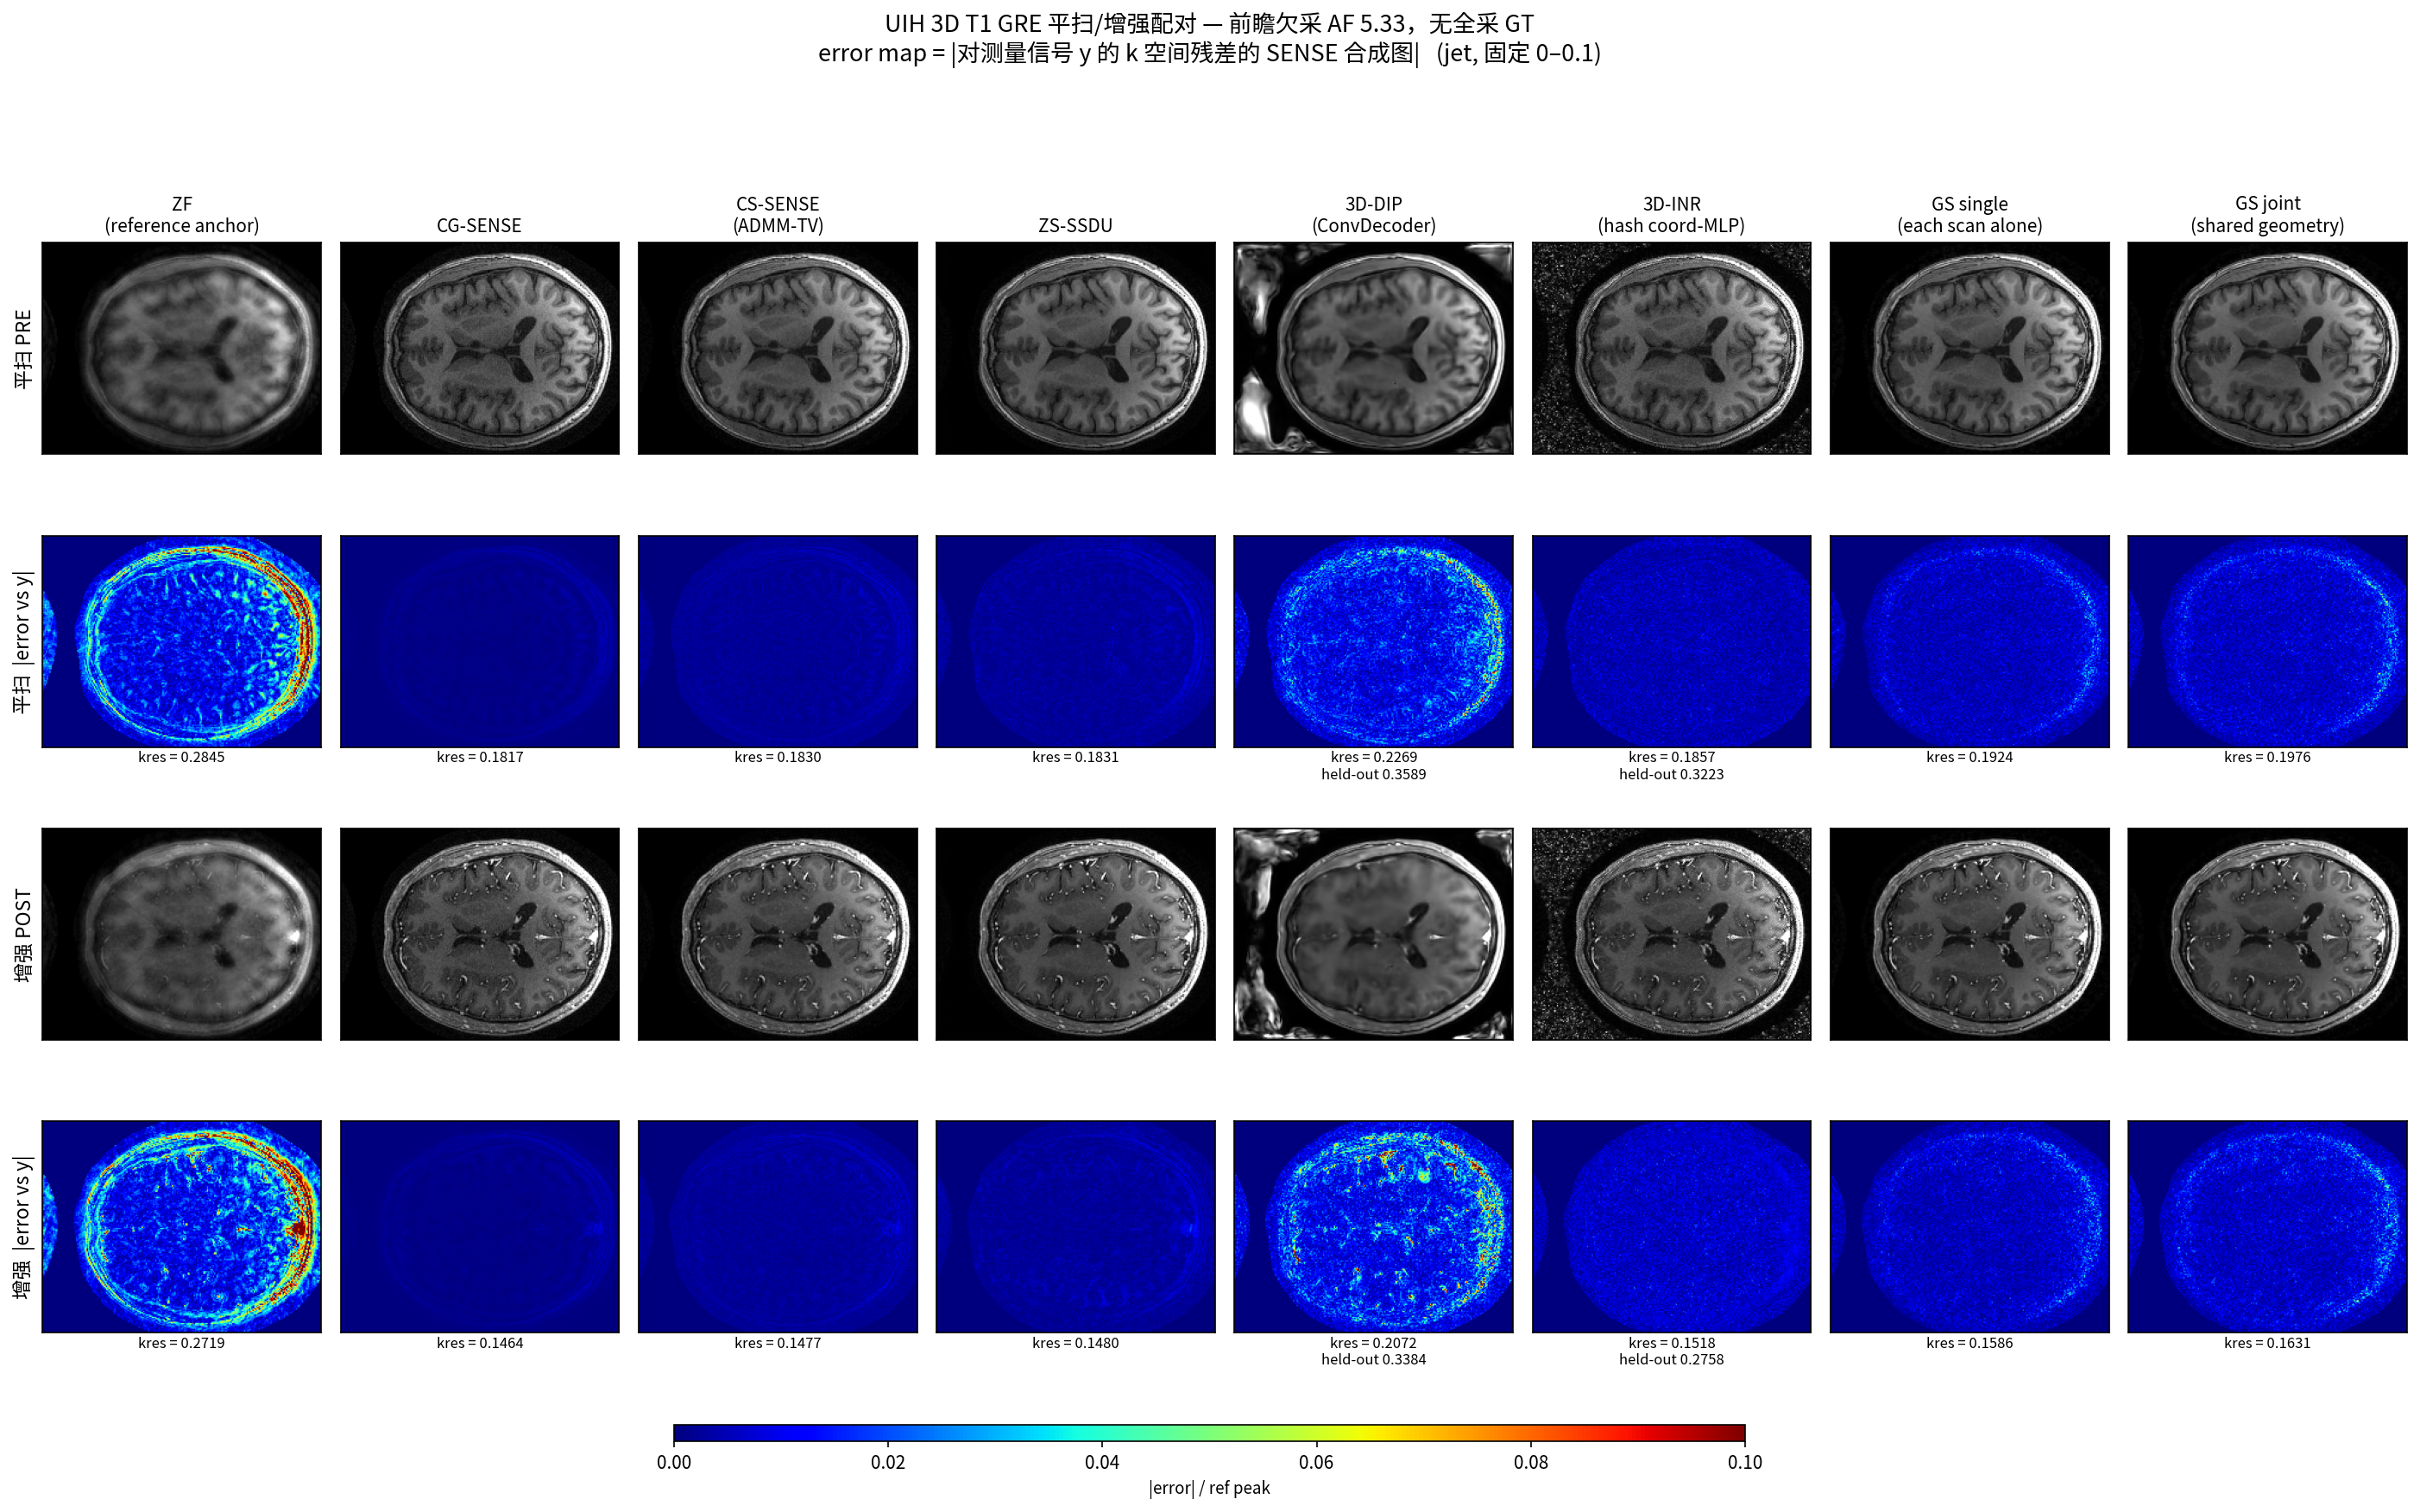 UIH 3D T1 GRE 平扫/增强配对 — 前瞻欠采 AF 5.33，无全采 GT
error map = |对测量信号 y 的 k 空间残差的 SENSE 合成图|   (jet, 固定 0–0.1)
ZF
(reference anchor)
CG-SENSE
CS-SENSE
(ADMM-TV)
ZS-SSDU
3D-DIP
(ConvDecoder)
3D-INR
(hash coord-MLP)
GS single
(each scan alone)
GS joint
(shared geometry)
平扫 PRE
平扫  |error vs y|
kres = 0.2845
kres = 0.1817
kres = 0.1830
kres = 0.1831
kres = 0.2269
held-out 0.3589
kres = 0.1857
held-out 0.3223
kres = 0.1924
kres = 0.1976
增强 POST
增强  |error vs y|
kres = 0.2719
kres = 0.1464
kres = 0.1477
kres = 0.1480
kres = 0.2072
held-out 0.3384
kres = 0.1518
held-out 0.2758
kres = 0.1586
kres = 0.1631
0.00
0.02
0.04
0.06
0.08
0.10
|error| / ref peak